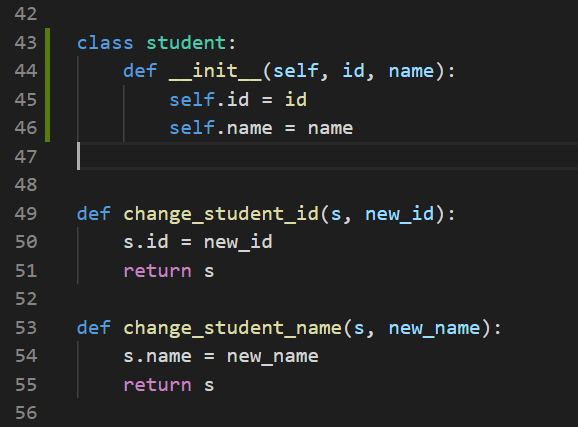 42
43 class student:
44     def __init__(self, id, name):
45         self.id = id
46         self.name = name
47
48
49 def change_student_id(s, new_id):
50     s.id = new_id
51     return s
52
53 def change_student_name(s, new_name):
54     s.name = new_name
55     return s
56